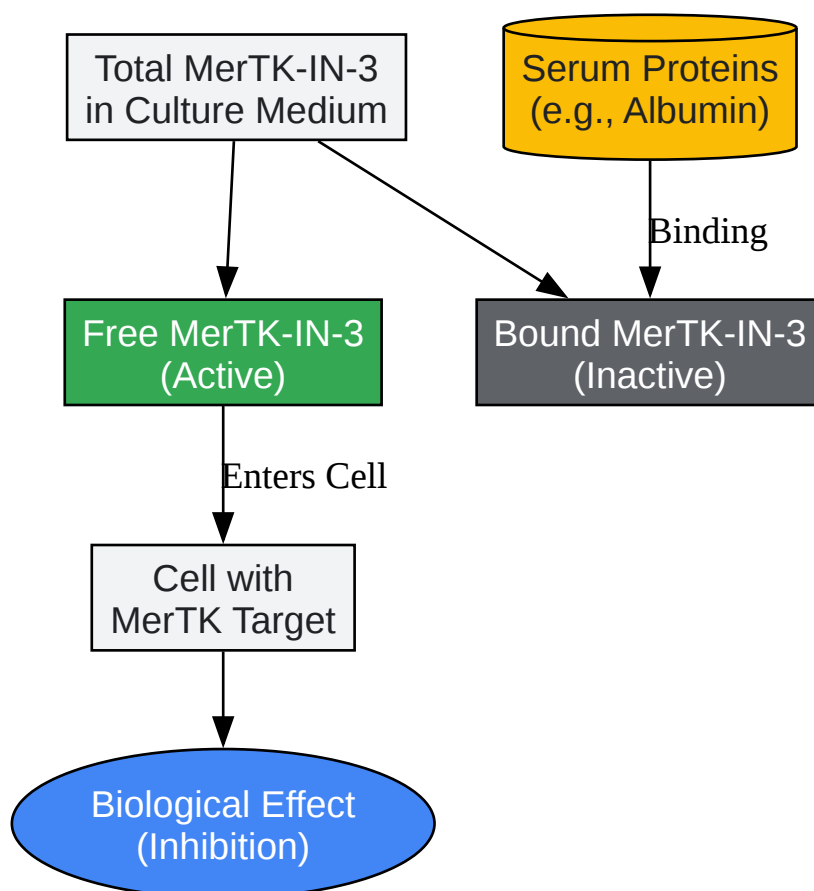 Total MerTK-IN-3
in Culture Medium
Serum Proteins
(e.g., Albumin)
Binding
Free MerTK-IN-3
(Active)
Bound MerTK-IN-3
(Inactive)
Enters Cell
Cell with
MerTK Target
Biological Effect
(Inhibition)